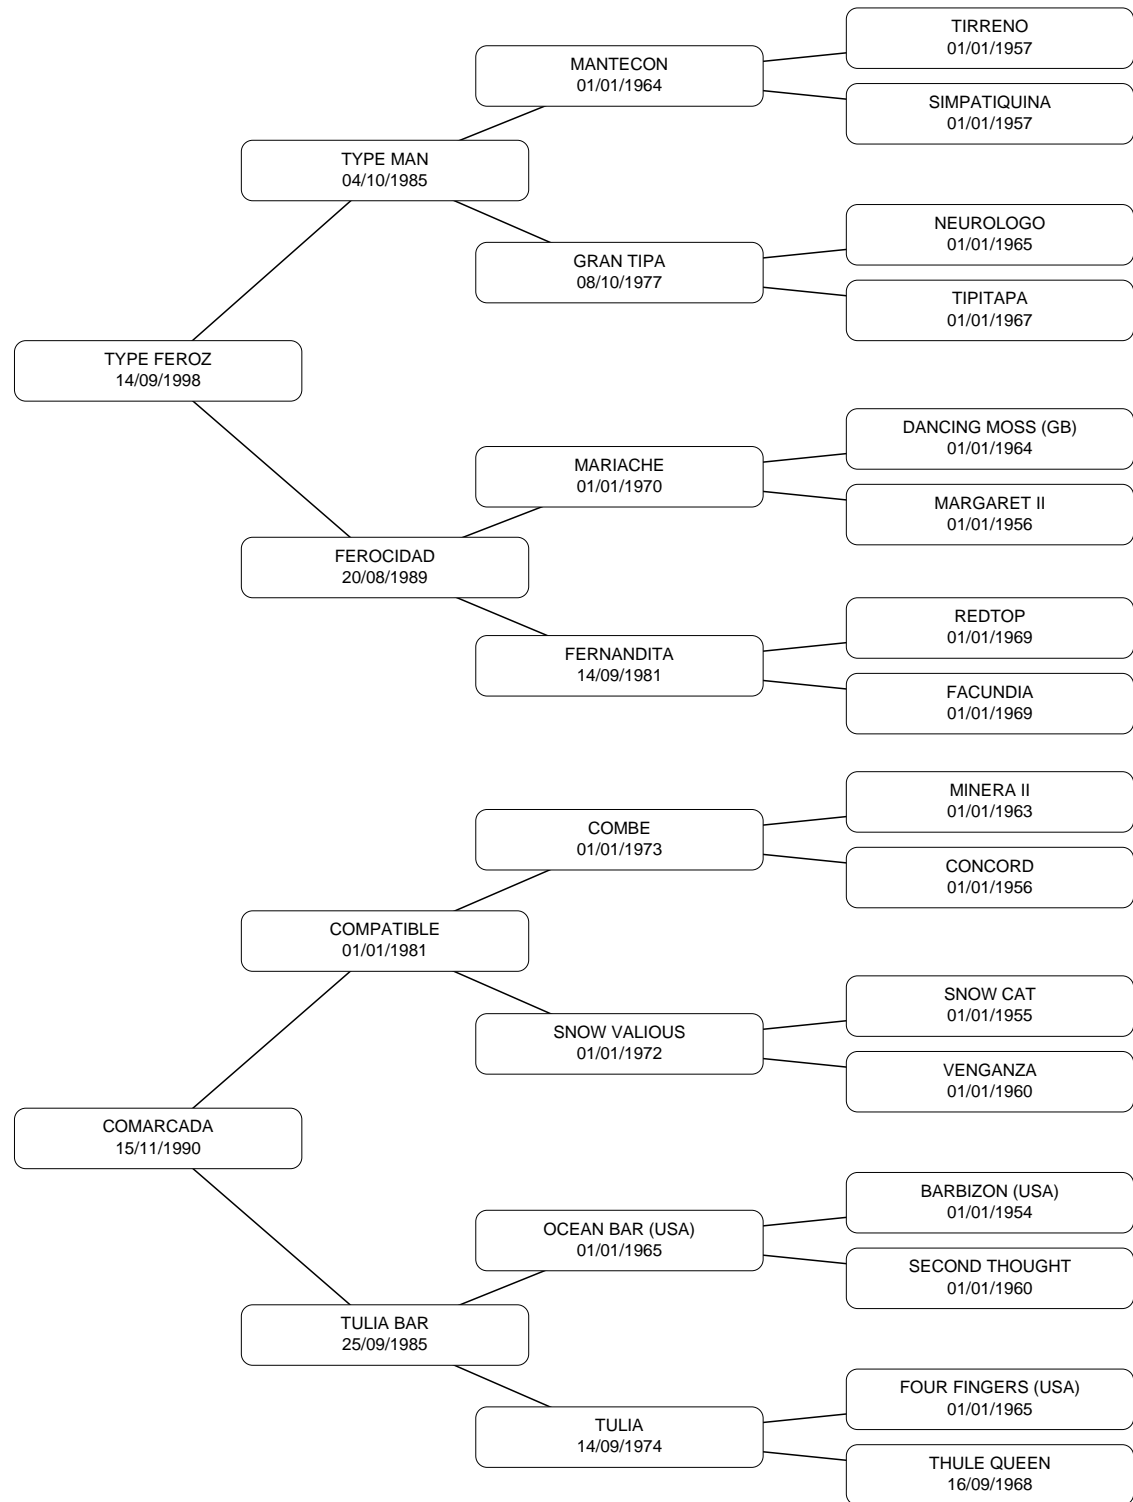 TIRRENO
01/01/1957
MANTECON
01/01/1964
SIMPATIQUINA
01/01/1957
TYPE MAN
04/10/1985
NEUROLOGO
01/01/1965
GRAN TIPA
08/10/1977
TIPITAPA
01/01/1967
TYPE FEROZ
14/09/1998
DANCING MOSS (GB)
01/01/1964
MARIACHE
01/01/1970
MARGARET II
01/01/1956
FEROCIDAD
20/08/1989
REDTOP
01/01/1969
FERNANDITA
14/09/1981
FACUNDIA
01/01/1969
MINERA II
01/01/1963
COMBE
01/01/1973
CONCORD
01/01/1956
COMPATIBLE
01/01/1981
SNOW CAT
01/01/1955
SNOW VALIOUS
01/01/1972
VENGANZA
01/01/1960
COMARCADA
15/11/1990
BARBIZON (USA)
01/01/1954
OCEAN BAR (USA)
01/01/1965
SECOND THOUGHT
01/01/1960
TULIA BAR
25/09/1985
FOUR FINGERS (USA)
01/01/1965
TULIA
14/09/1974
THULE QUEEN
16/09/1968